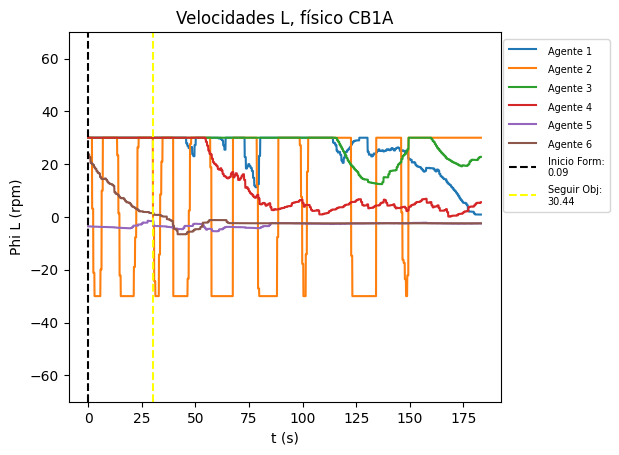 Velocidades L, físico CB1A
Phi L (rpm)
60
40
20
0
−20
−40
−60
0
25
50
75
100
125
150
175
t (s)
Agente 1
Agente 2
Agente 3
Agente 4
Agente 5
Agente 6
Inicio Form:
0.09
Seguir Obj:
30.44